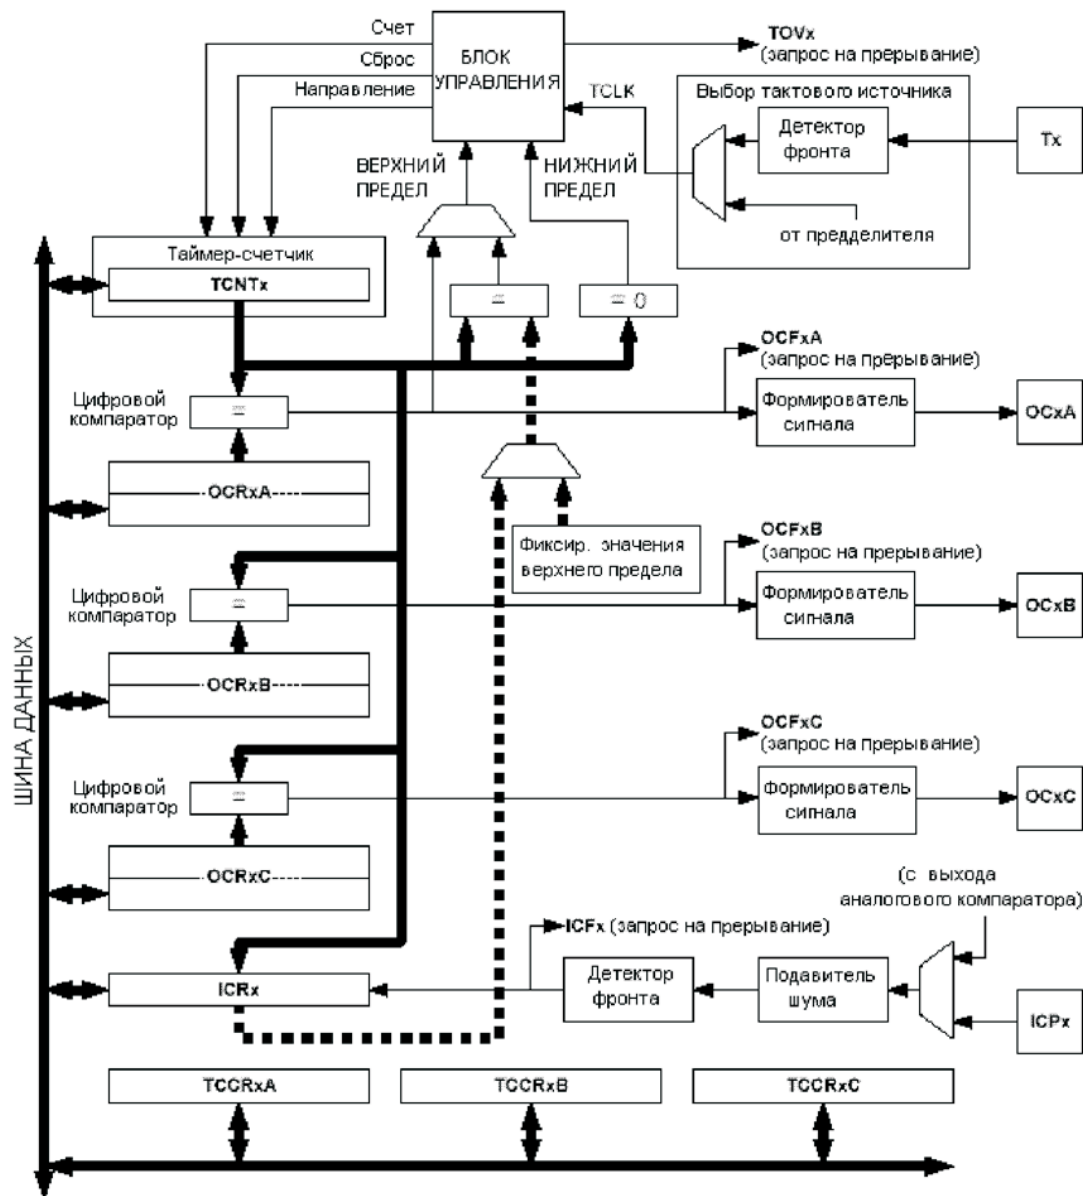 Счет
Сброс
Направление
БЛОК
УПРАВЛЕНИЯ
TOVx
(запрос на прерывание)
TCLK
Выбор тактового источника
Детектор
фронта
Tx
от предделителя
ВЕРХНИЙ
ПРЕДЕЛ
НИЖНИЙ
ПРЕДЕЛ
Таймер-счетчик
TCNTx
=
= 0
OCFxA
(запрос на прерывание)
Цифровой
компаратор
=
Формирователь
сигнала
OCxA
OCRxA
Фиксир. значения
верхнего предела
OCFxB
(запрос на прерывание)
Цифровой
компаратор
=
Формирователь
сигнала
OCxB
OCRxB
ШИНА ДАННЫХ
OCFxC
(запрос на прерывание)
Цифровой
компаратор
=
Формирователь
сигнала
OCxC
OCRxC
(с выхода
аналогового компаратора)
ICFx (запрос на прерывание)
ICRx
Детектор
фронта
Подавитель
шума
ICPx
TCCRxA
TCCRxB
TCCRxC